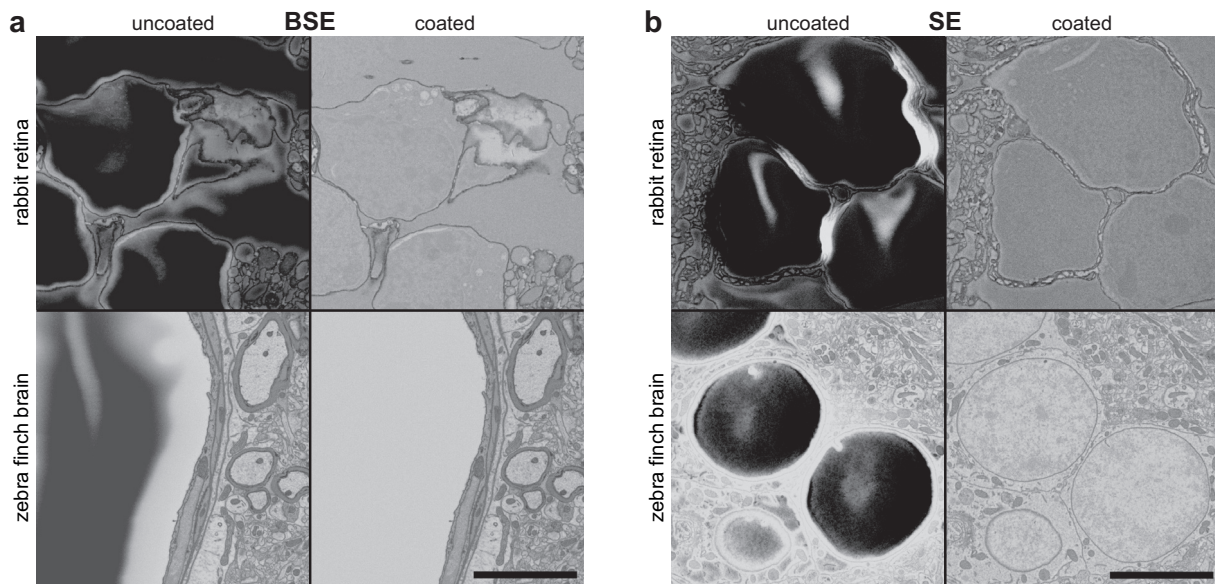 a uncoated BSE coated
rabbit retina
zebra finch brain
b uncoated SE coated
rabbit retina
zebra finch brain